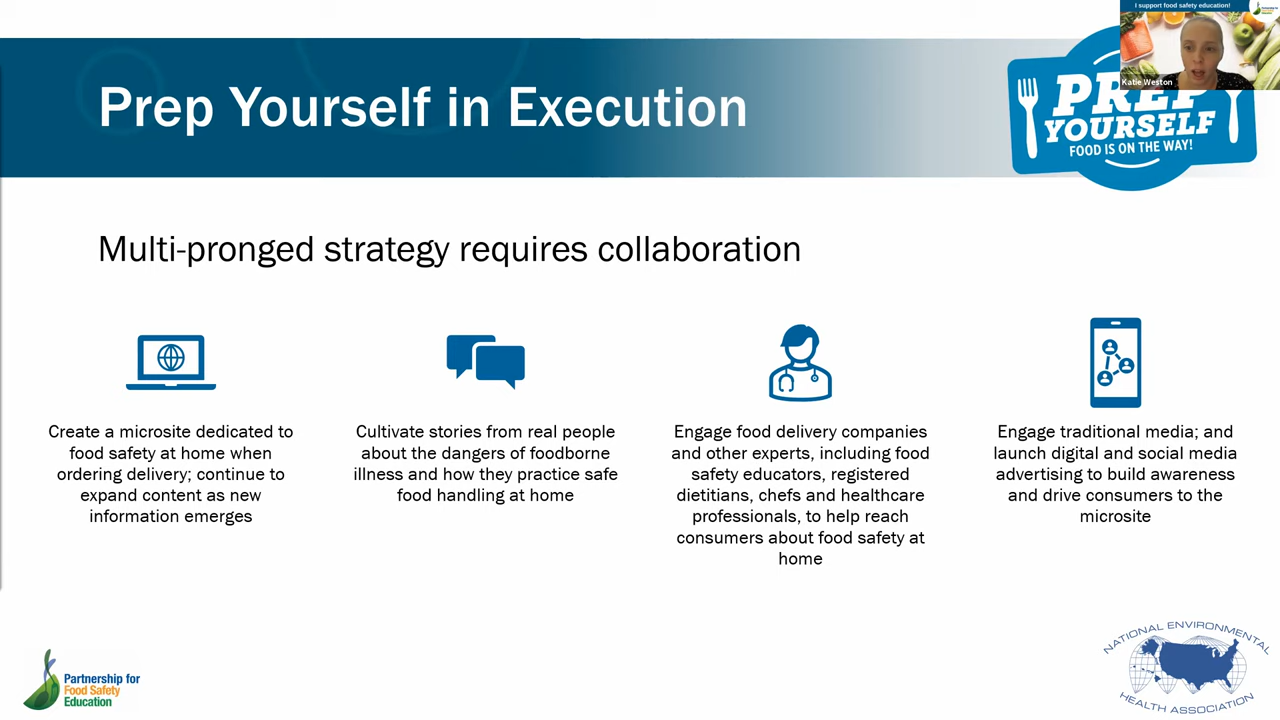 I support food safety education!
Partnership for
Food Safety
Education
Katie Weston
Prep Yourself in Execution
PREP
YOURSELF
FOOD IS ON THE WAY!
Multi-pronged strategy requires collaboration
Create a microsite dedicated to
food safety at home when
ordering delivery; continue to
expand content as new
information emerges
Cultivate stories from real people
about the dangers of foodborne
illness and how they practice safe
food handling at home
Engage food delivery companies
and other experts, including food
safety educators, registered
dietitians, chefs and healthcare
professionals, to help reach
consumers about food safety at
home
Engage traditional media; and
launch digital and social media
advertising to build awareness
and drive consumers to the
microsite
Partnership for
Food Safety
Education
NATIONAL ENVIRONMENTAL
HEALTH ASSOCIATION